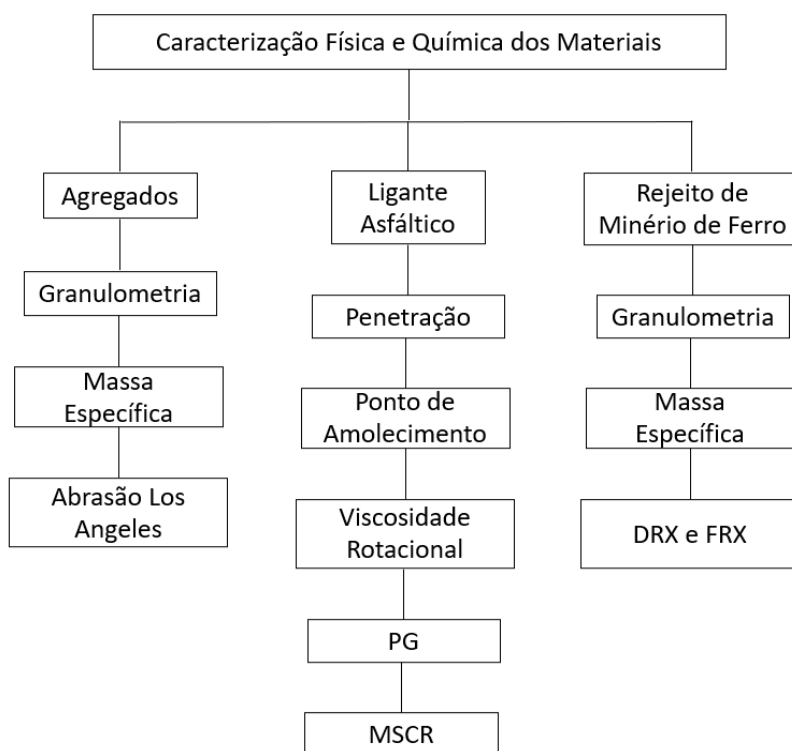 Caracterização Física e Química dos Materiais
Agregados
Granulometria
Massa
Específica
Abrasão Los
Angeles
Ligante
Asfáltico
Penetração
Ponto de
Amolecimento
Viscosidade
Rotacional
PG
MSCR
Rejeito de
Minério de Ferro
Granulometria
Massa
Específica
DRX e FRX